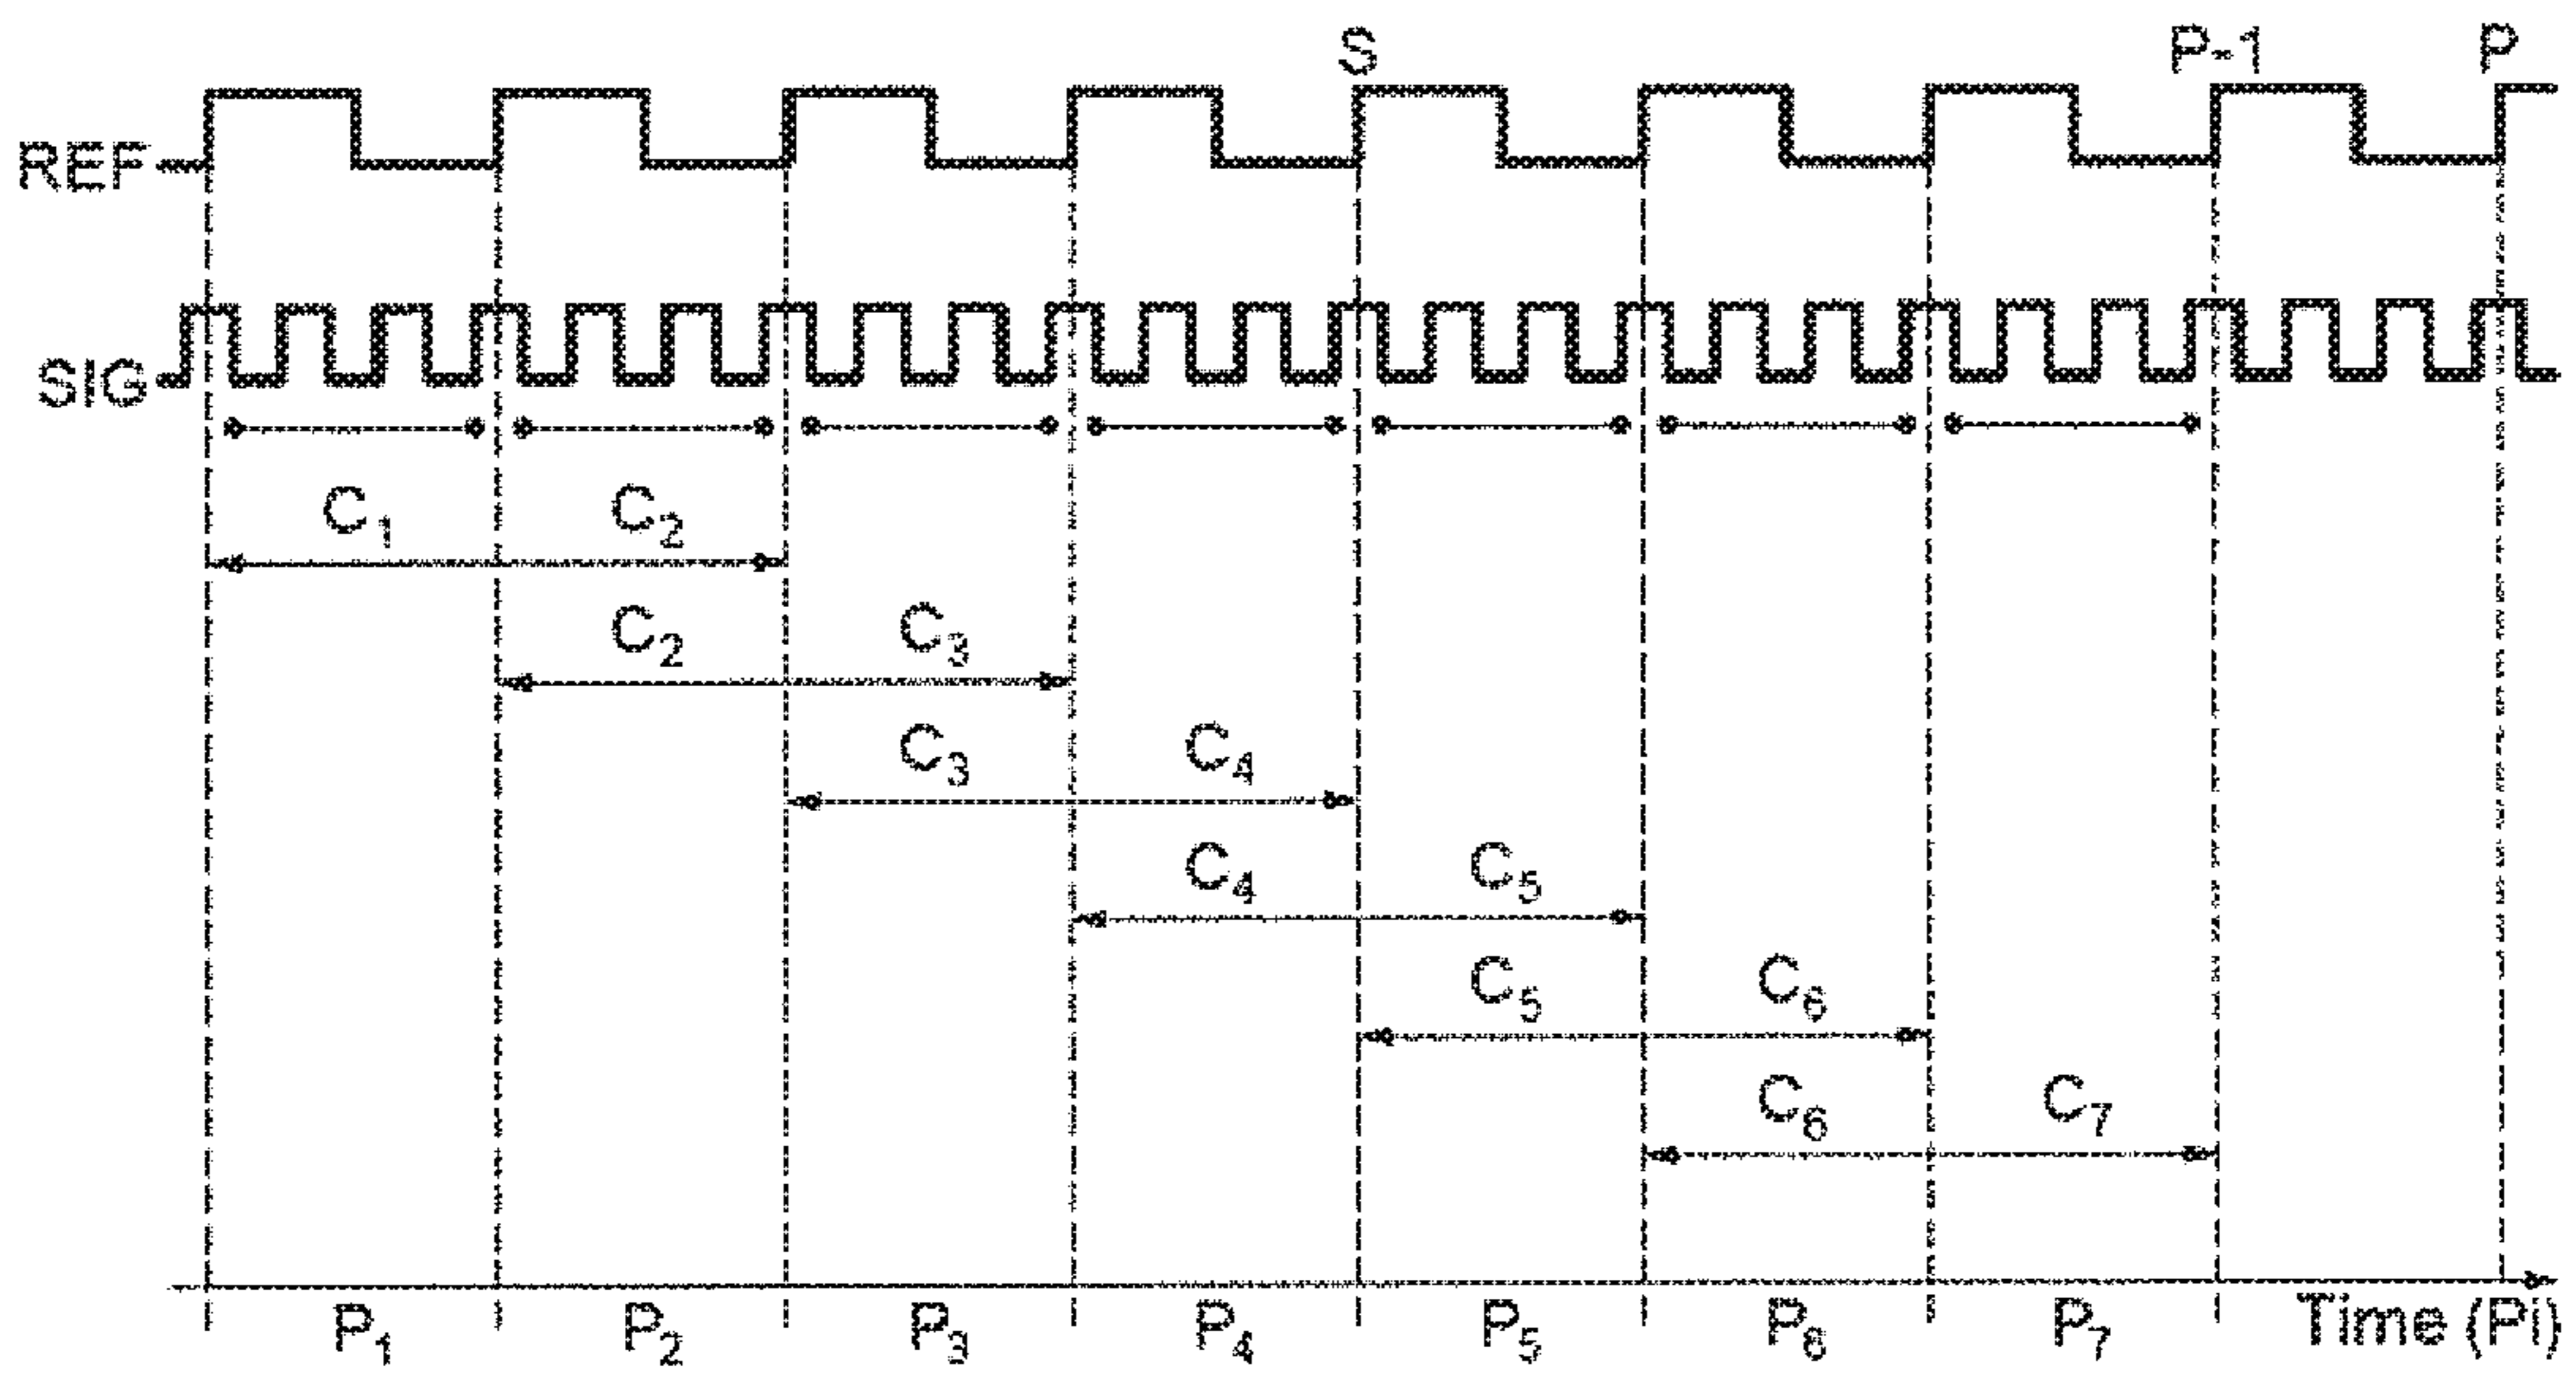 S P-1 P
REF
SIG
C1 C2
C2 C3
C3 C4
C4 C5
C5 C6
C6 C7
P1 P2 P3 P4 P5 P6 P7 Time (Pi)